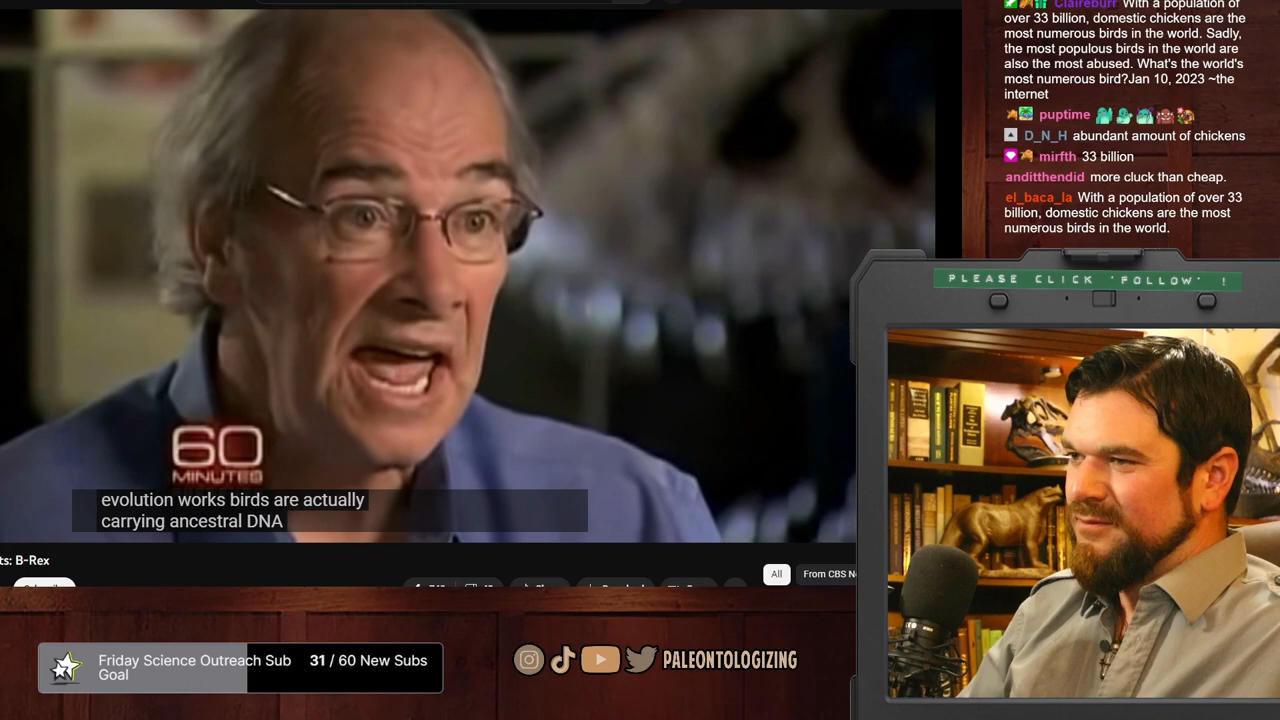 Claireburr With a population of
over 33 billion, domestic chickens are the
most numerous birds in the world. Sadly,
the most populous birds in the world are
also the most abused. What's the world's
most numerous bird?Jan 10, 2023 ~the
internet
puptime
D_N_H abundant amount of chickens
mirfth 33 billion
anditthendid more cluck than cheap.
el_baca_la With a population of over 33
billion, domestic chickens are the most
numerous birds in the world.
PLEASE CLICK 'FOLLOW' !
60
MINUTES
evolution works birds are actually
carrying ancestral DNA
ts: B-Rex
All
From CBS Ne
Friday Science Outreach Sub
Goal
31 / 60 New Subs
PALEONTOLOGIZING